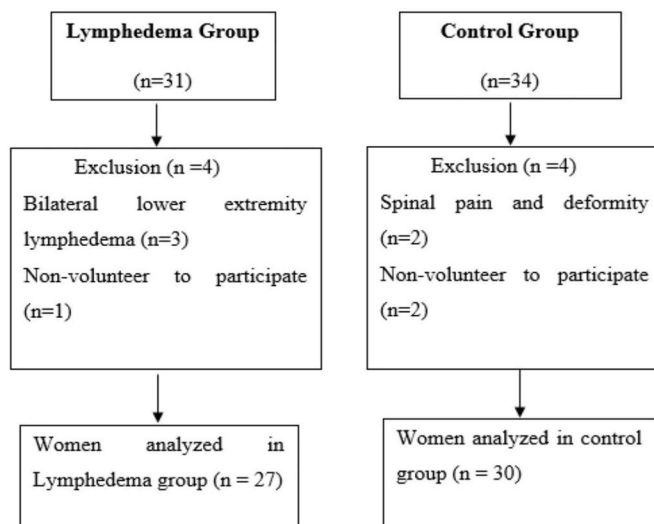 Lymphedema Group
(n=31)
Exclusion (n =4)
Bilateral lower extremity
lymphedema (n=3)
Non-volunteer to participate
(n=1)
Women analyzed in
Lymphedema group (n = 27)
Control Group
(n=34)
Exclusion (n =4)
Spinal pain and deformity
(n=2)
Non-volunteer to participate
(n=2)
Women analyzed in control
group (n = 30)